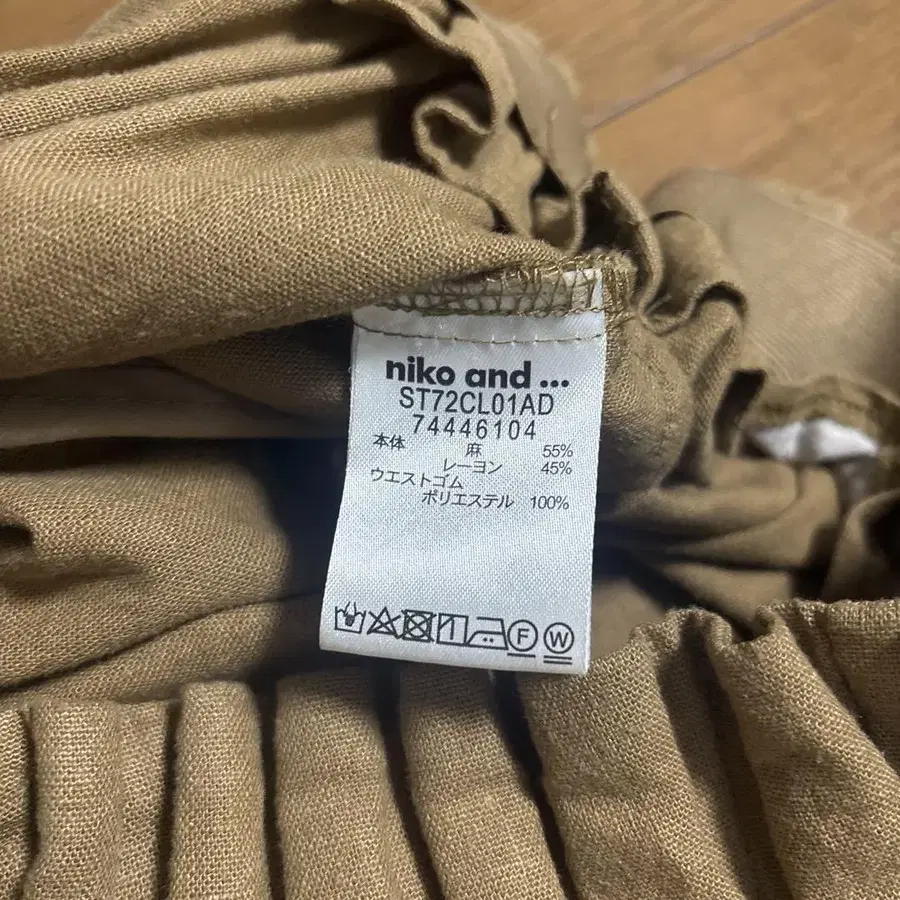 niko and ...
ST72CL01AD
74446104
本体 麻 55%
レーヨン 45%
ウエストゴム
ポリエステル 100%
F W